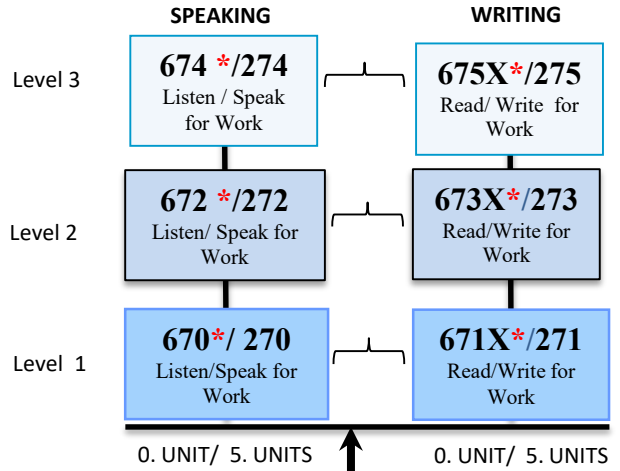 SPEAKING WRITING
Level 3
674 */274
Listen / Speak
for Work
675X*/275
Read/ Write for
Work
Level 2
672 */272
Listen/ Speak for
Work
673X*/273
Read/Write for
Work
Level 1
670*/ 270
Listen/Speak for
Work
671X*/271
Read/Write for
Work
0. UNIT/ 5. UNITS 0. UNIT/ 5. UNITS